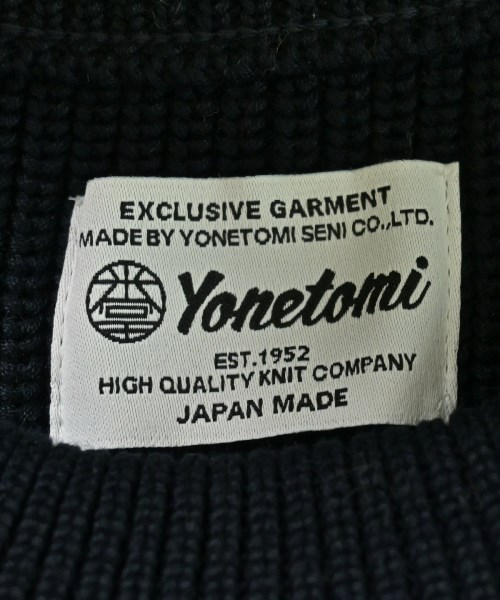 EXCLUSIVE GARMENT
MADE BY YONETOMI SENI CO.,LTD.
Yonetomi
EST.1952
HIGH QUALITY KNIT COMPANY
JAPAN MADE